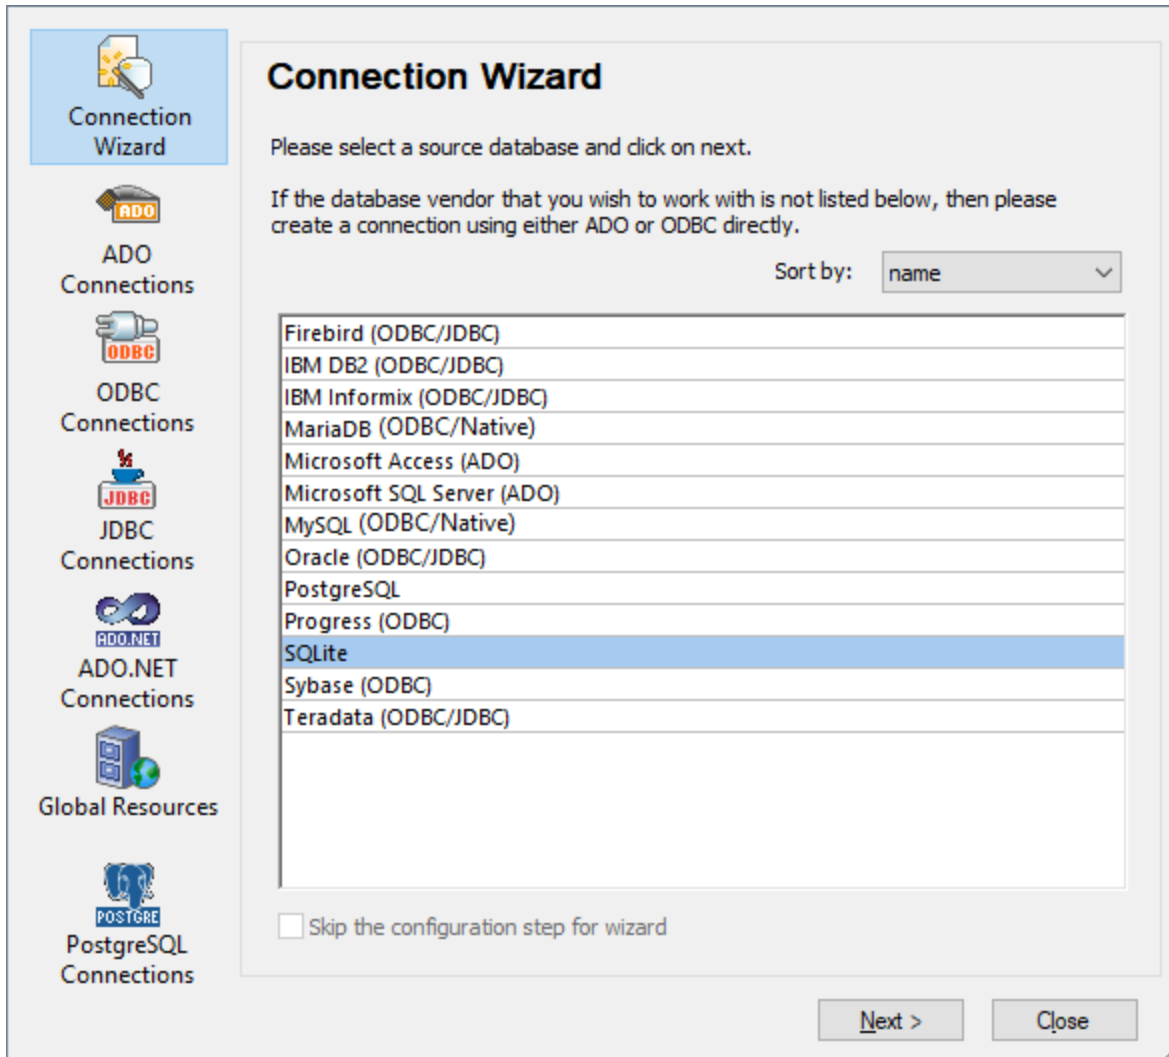 Connection
Wizard
ADO
ADO
Connections
ODBC
ODBC
Connections
JDBC
JDBC
Connections
ADO.NET
ADO.NET
Connections
Global Resources
POSTGRE
PostgreSQL
Connections
Connection Wizard
Please select a source database and click on next.
If the database vendor that you wish to work with is not listed below, then please
create a connection using either ADO or ODBC directly.
Sort by: name
Firebird (ODBC/JDBC)
IBM DB2 (ODBC/JDBC)
IBM Informix (ODBC/JDBC)
MariaDB (ODBC/Native)
Microsoft Access (ADO)
Microsoft SQL Server (ADO)
MySQL (ODBC/Native)
Oracle (ODBC/JDBC)
PostgreSQL
Progress (ODBC)
SQLite
Sybase (ODBC)
Teradata (ODBC/JDBC)
Skip the configuration step for wizard
Next > Close